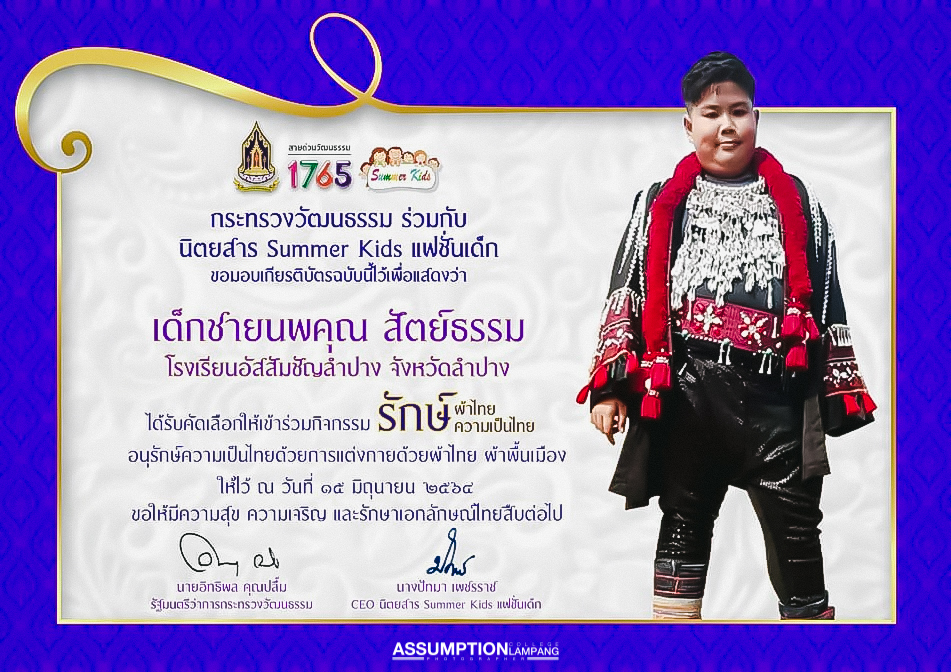 สายด่วนวัฒนธรรม
1765
Summer Kids
กระทรวงวัฒนธรรม ร่วมกับ
นิตยสาร Summer Kids แฟชั่นเด็ก
ขอมอบเกียรติบัตรฉบับนี้ไว้เพื่อแสดงว่า
เด็กชายนพคุณ สัตย์ธรรม
โรงเรียนอัสสัมชัญลำปาง จังหวัดลำปาง
ได้รับคัดเลือกให้เข้าร่วมกิจกรรม รักษ์ ผ้าไทย ความเป็นไทย
อนุรักษ์ความเป็นไทยด้วยการแต่งกายด้วยผ้าไทย ผ้าพื้นเมือง
ให้ไว้ ณ วันที่ ๑๕ มิถุนายน ๒๕๖๔
ขอให้มีความสุข ความเจริญ และรักษาเอกลักษณ์ไทยสืบต่อไป
นายอิทธิพล คุณปลื้ม
รัฐมนตรีว่าการกระทรวงวัฒนธรรม
นางปัทมา เพชรราช์
CEO นิตยสาร Summer Kids แฟชั่นเด็ก
ASSUMPTION COLLEGE LAMPANG
PHOTOGRAPHER